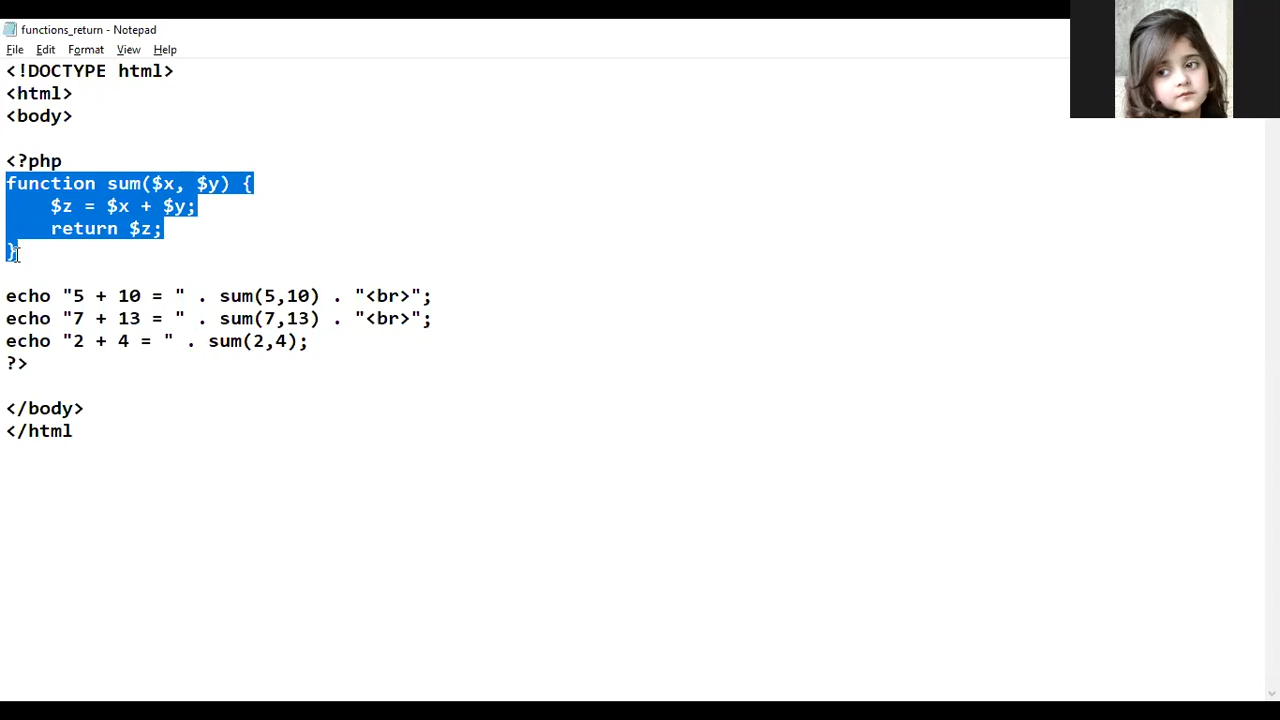 functions_return - Notepad
File Edit Format View Help
<!DOCTYPE html>
<html>
<body>
<?php
function sum($x, $y) {
    $z = $x + $y;
    return $z;
}
echo "5 + 10 = " . sum(5,10) . "<br>";
echo "7 + 13 = " . sum(7,13) . "<br>";
echo "2 + 4 = " . sum(2,4);
?>
</body>
</html